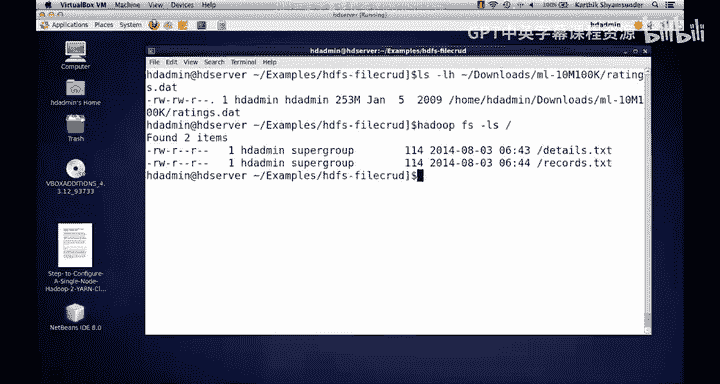 VirtualBox VM Machine View Devices Help 100% Karthik Shyamsunder
hdserver [Running]
Applications Places System hdadmin
GPT中英字幕课程资源 bilibili
Computer
hdadmin's Home
Trash
VBOXADDITIONS_4.
3.12_93733
Step- to Configure-
A-Single-Node-
Hadoop-2-YARN-Cl...
NetBeans IDE 8.0
hdadmin@hdserver:~/Examples/hdfs-filecrud
File Edit View Search Terminal Help
hdadmin@hdserver ~/Examples/hdfs-filecrud]$ls -lh ~/Downloads/ml-10M100K/rating
s.dat
-rw-rw-r--. 1 hdadmin hdadmin 253M Jan 5 2009 /home/hdadmin/Downloads/ml-10M1
00K/ratings.dat
hdadmin@hdserver ~/Examples/hdfs-filecrud]$hadoop fs -ls /
Found 2 items
-rw-r--r-- 1 hdadmin supergroup 114 2014-08-03 06:43 /details.txt
-rw-r--r-- 1 hdadmin supergroup 114 2014-08-03 06:44 /records.txt
hdadmin@hdserver ~/Examples/hdfs-filecrud]$